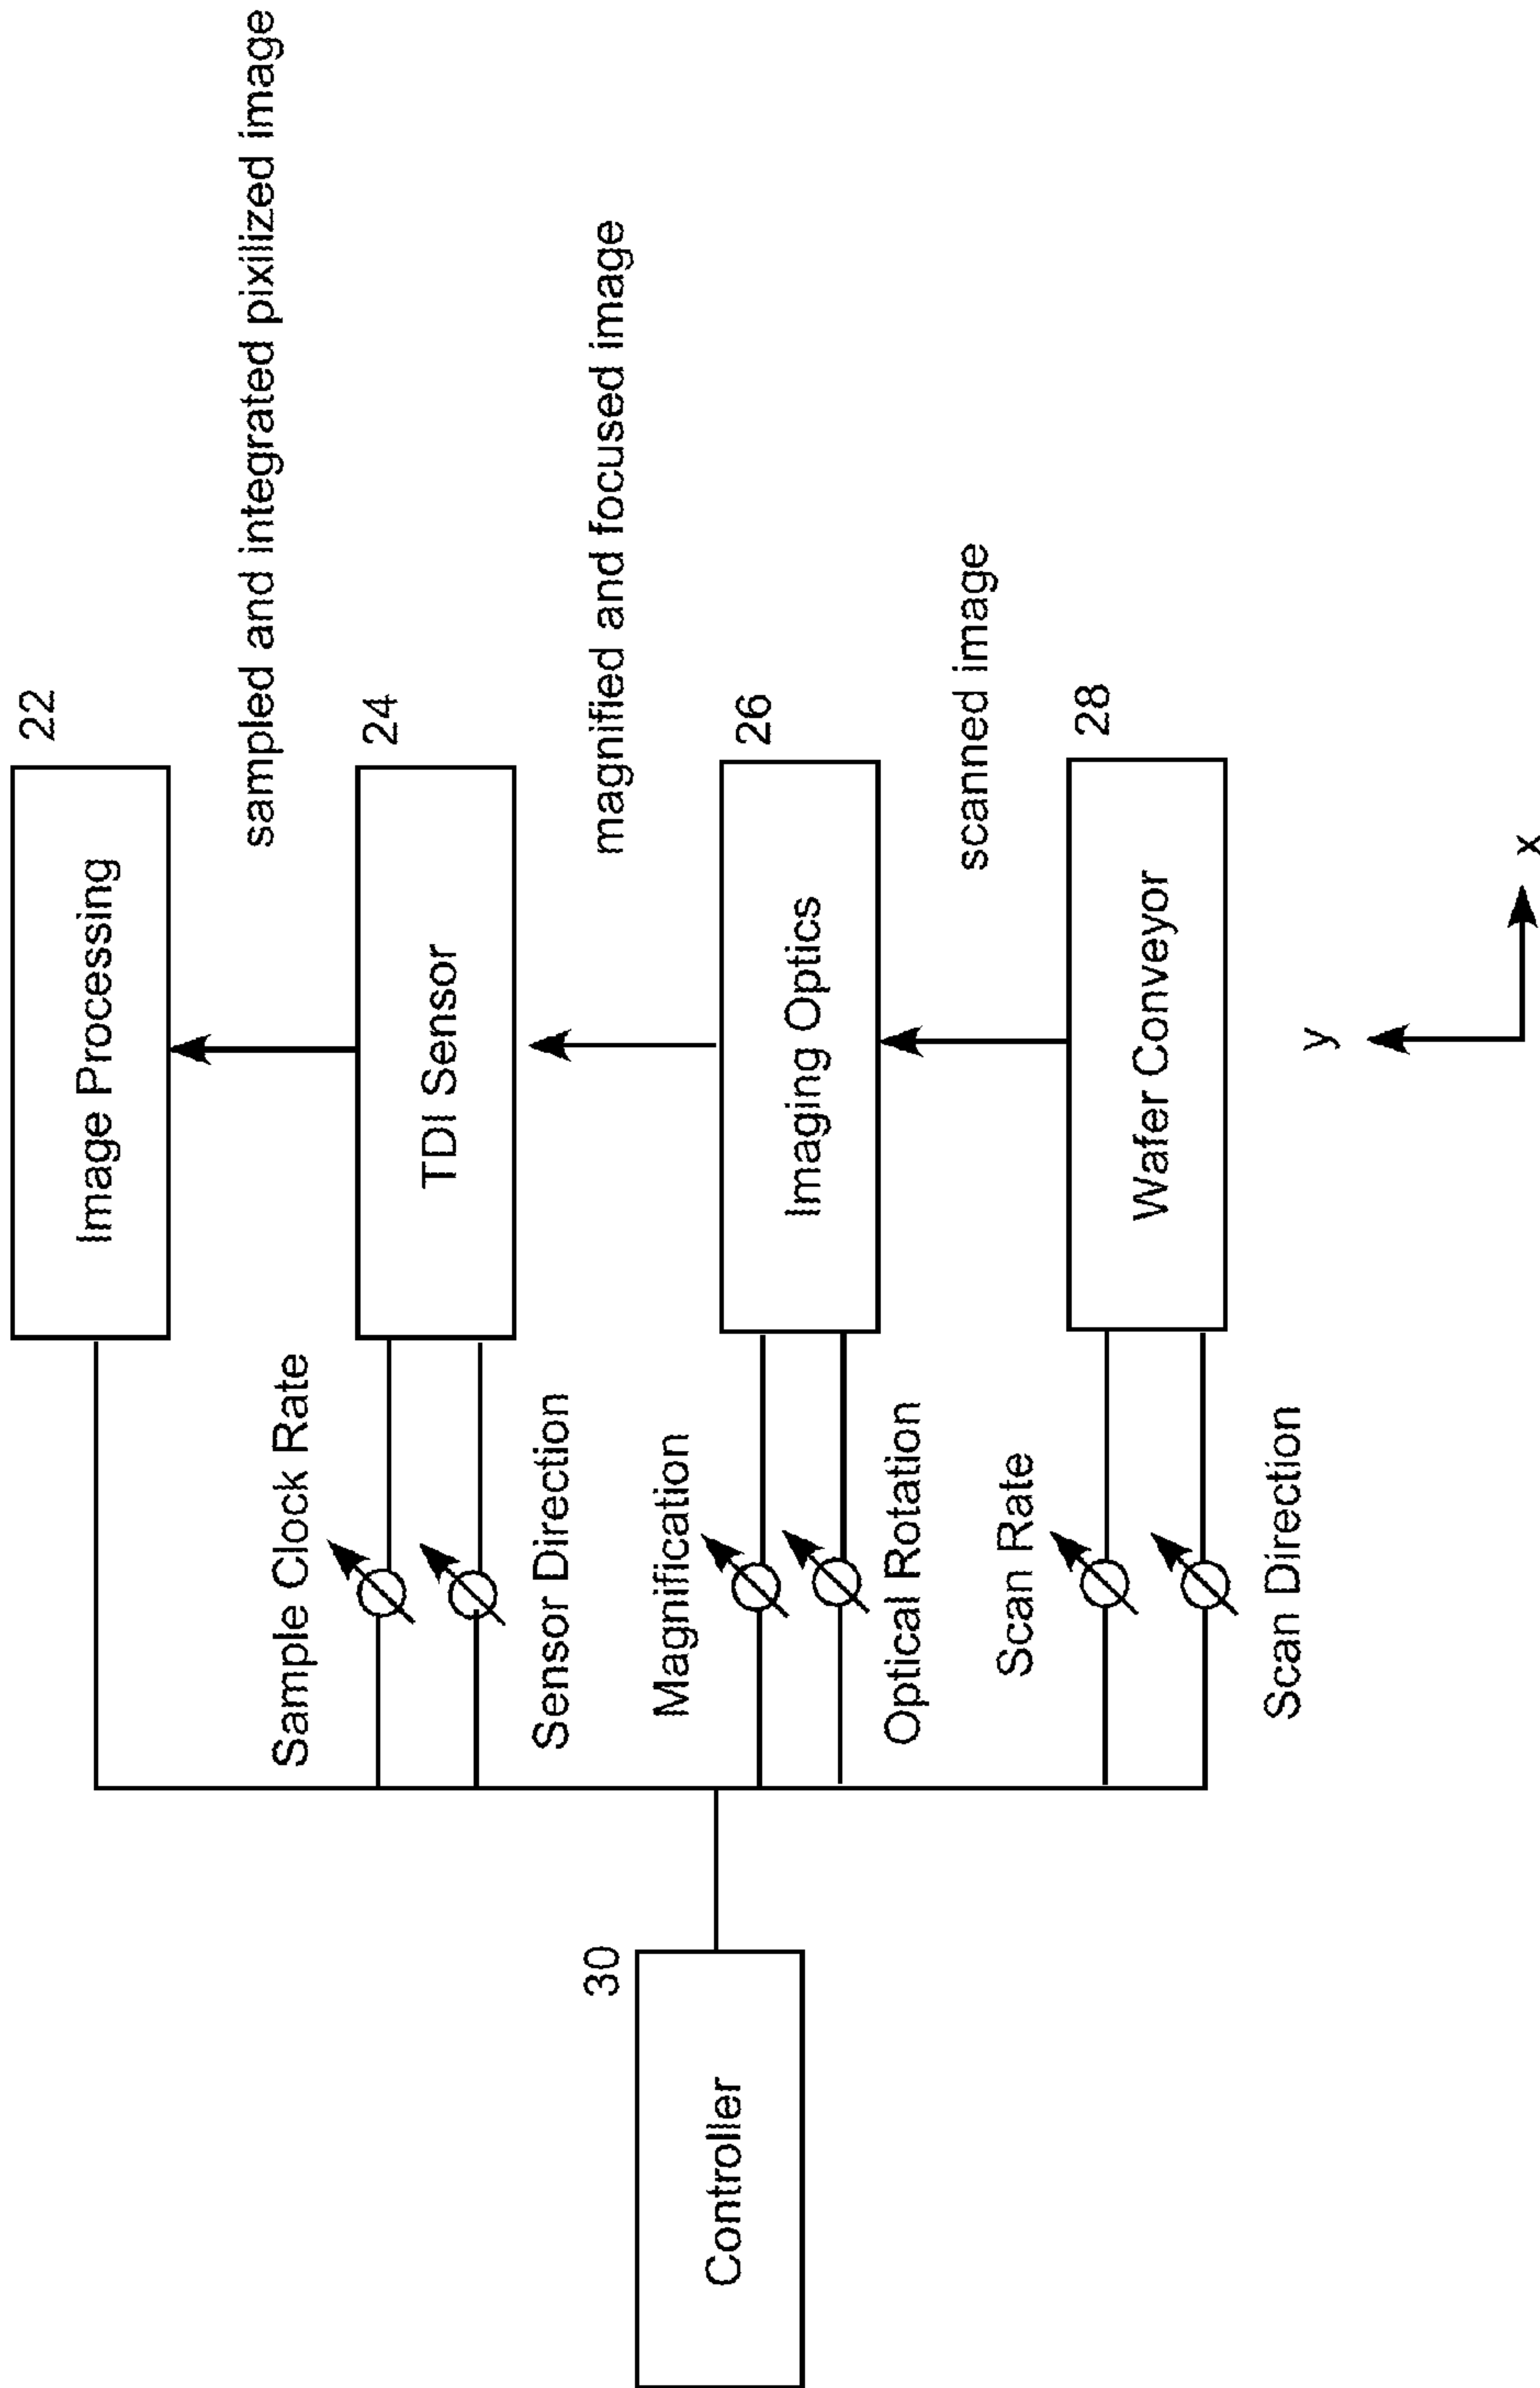 22
Image Processing
sampled and integrated pixilized image
Sample Clock Rate
24
TDI Sensor
Sensor Direction
magnified and focused image
Magnification
26
Imaging Optics
Optical Rotation
scanned image
Scan Rate
28
Wafer Conveyor
Scan Direction
30
Controller
y
x